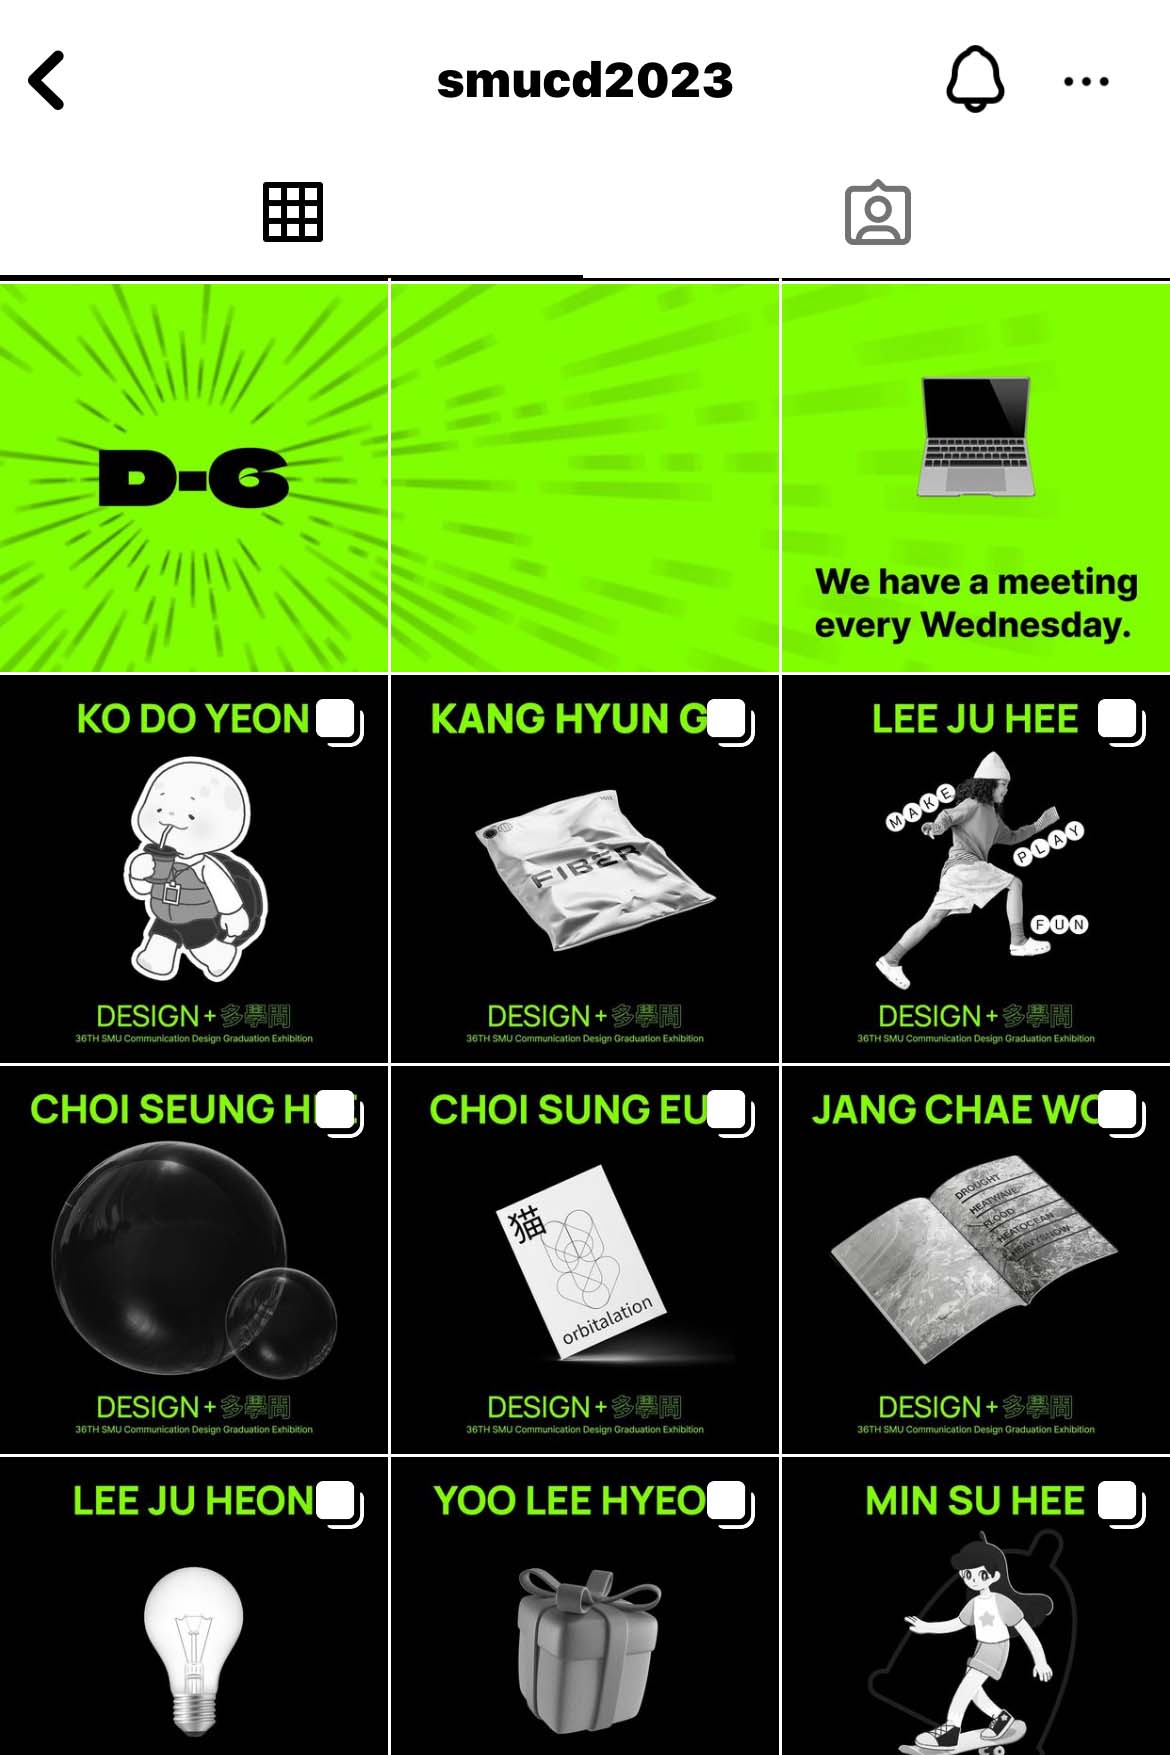 smucd2023
D-6
We have a meeting
every Wednesday.
KO DO YEON
DESIGN + 多學問
36TH SMU Communication Design Graduation Exhibition
KANG HYUN G
FIBER
DESIGN + 多學問
36TH SMU Communication Design Graduation Exhibition
LEE JU HEE
MAKE
PLAY
FUN
DESIGN + 多學問
36TH SMU Communication Design Graduation Exhibition
CHOI SEUNG H
DESIGN + 多學問
36TH SMU Communication Design Graduation Exhibition
CHOI SUNG EU
猫
orbitalation
DESIGN + 多學問
36TH SMU Communication Design Graduation Exhibition
JANG CHAE WO
DROUGHT
HEATWAVE
FLOOD
HEATOCEAN
HEAVYSNOW
DESIGN + 多學問
36TH SMU Communication Design Graduation Exhibition
LEE JU HEON
YOO LEE HYEO
MIN SU HEE